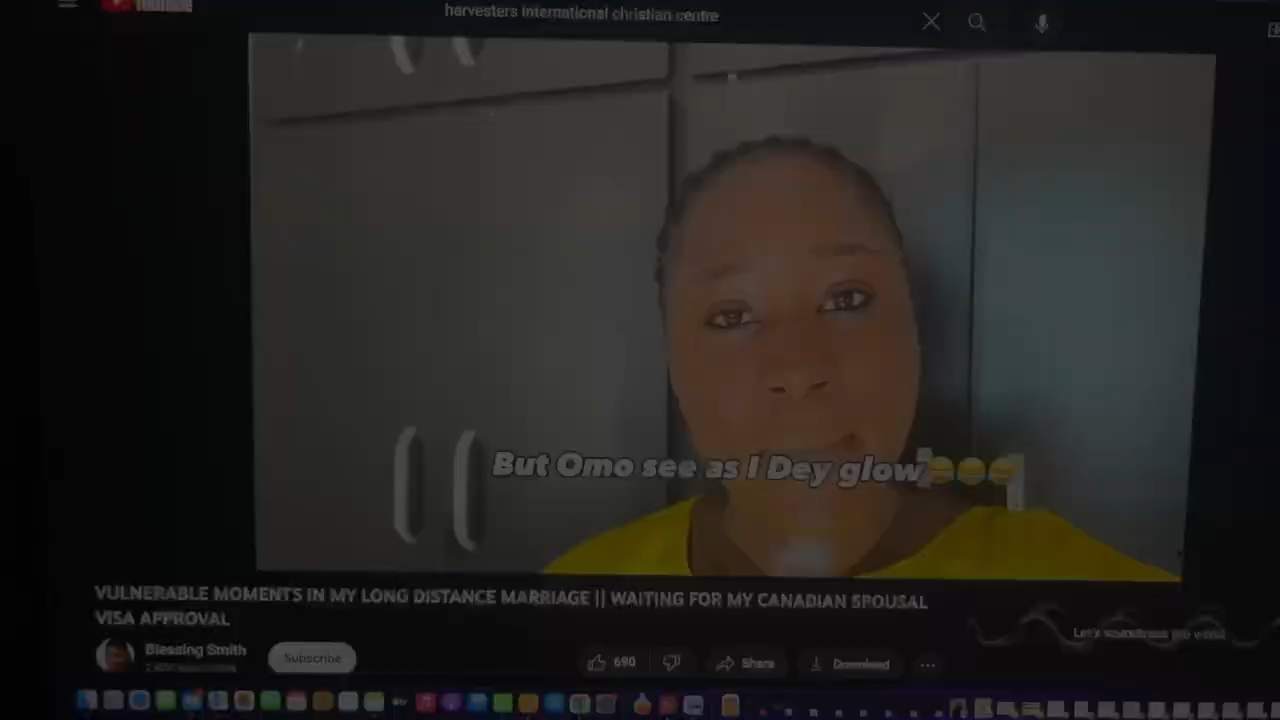 YouTube
harvesters international christian centre
But Omo see as I Dey glow😂😂😂
VULNERABLE MOMENTS IN MY LONG DISTANCE MARRIAGE || WAITING FOR MY CANADIAN SPOUSAL
VISA APPROVAL
Blessing Smith
Subscribe
690
Share
Download